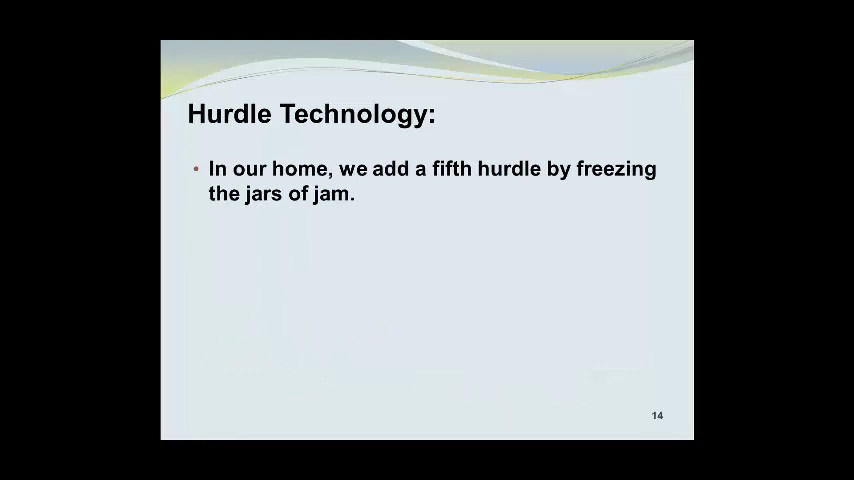 Hurdle Technology:
• In our home, we add a fifth hurdle by freezing
the jars of jam.
14